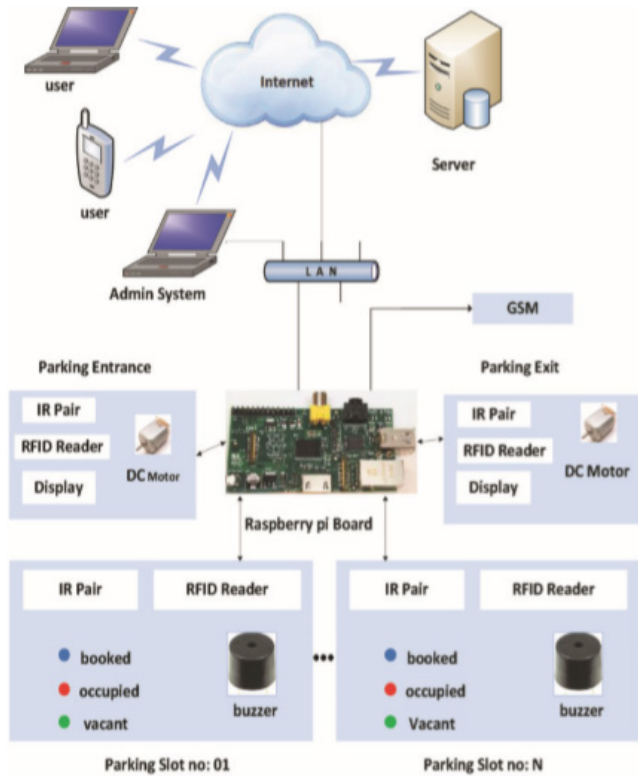 Internet
user
Server
user
LAN
Admin System
GSM
Parking Entrance
Parking Exit
IR Pair
RFID Reader
DC Motor
Display
IR Pair
RFID Reader
DC Motor
Display
Raspberry pi Board
IR Pair
RFID Reader
IR Pair
RFID Reader
booked
occupied
vacant
buzzer
booked
occupied
Vacant
buzzer
Parking Slot no: 01
Parking Slot no: N